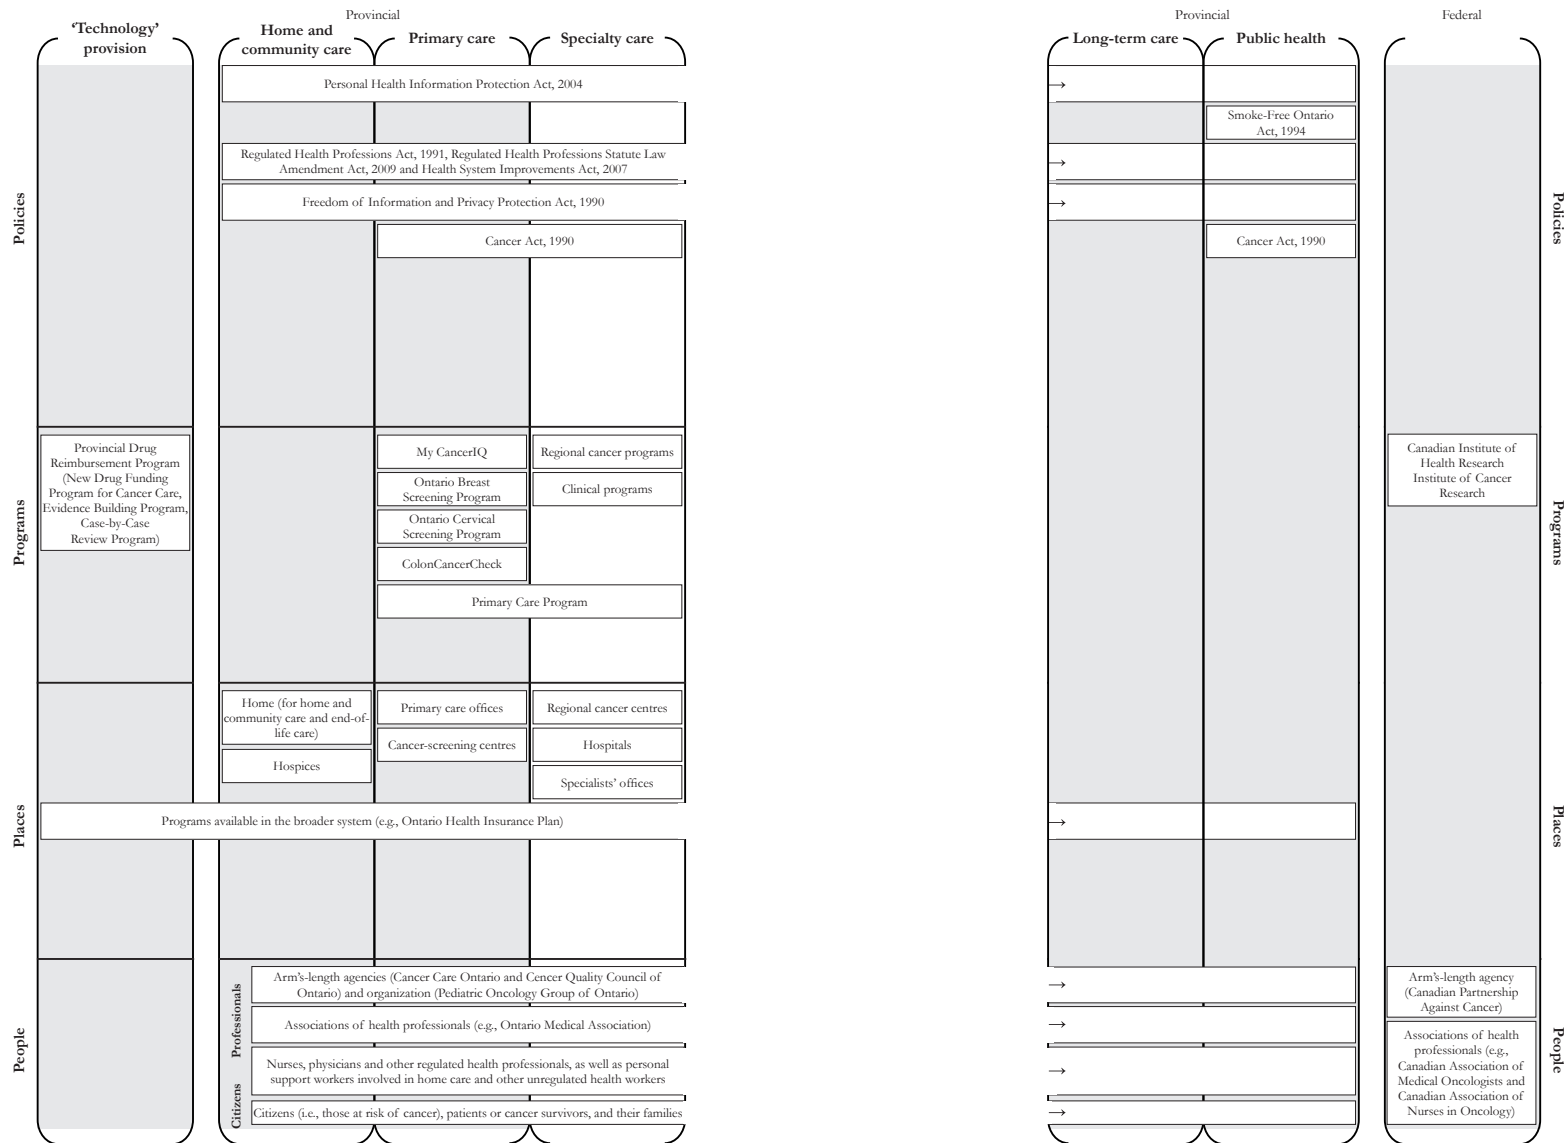 Provincial
‘Technology’
provision
Home and
community care
Primary care
Specialty care
Provincial
Long-term care
Public health
Federal
Policies
Personal Health Information Protection Act, 2004
→
Smoke-Free Ontario
Act, 1994
Regulated Health Professions Act, 1991, Regulated Health Professions Statute Law
Amendment Act, 2009 and Health System Improvements Act, 2007
→
Freedom of Information and Privacy Protection Act, 1990
→
Cancer Act, 1990
Cancer Act, 1990
Policies
Programs
Provincial Drug
Reimbursement Program
(New Drug Funding
Program for Cancer Care,
Evidence Building Program,
Case-by-Case
Review Program)
My CancerIQ
Ontario Breast
Screening Program
Ontario Cervical
Screening Program
ColonCancerCheck
Regional cancer programs
Clinical programs
Primary Care Program
Canadian Institute of
Health Research
Institute of Cancer
Research
Programs
Places
Home (for home and
community care and end-of-
life care)
Hospices
Primary care offices
Cancer-screening centres
Regional cancer centres
Hospitals
Specialists’ offices
Programs available in the broader system (e.g., Ontario Health Insurance Plan)
→
Places
People
Professionals
Arm’s-length agencies (Cancer Care Ontario and Cencer Quality Council of
Ontario) and organization (Pediatric Oncology Group of Ontario)
→
Associations of health professionals (e.g., Ontario Medical Association)
→
Nurses, physicians and other regulated health professionals, as well as personal
support workers involved in home care and other unregulated health workers
→
Citizens
Citizens (i.e., those at risk of cancer), patients or cancer survivors, and their families
→
Arm’s-length agency
(Canadian Partnership
Against Cancer)
Associations of health
professionals (e.g.,
Canadian Association of
Medical Oncologists and
Canadian Association of
Nurses in Oncology)
People